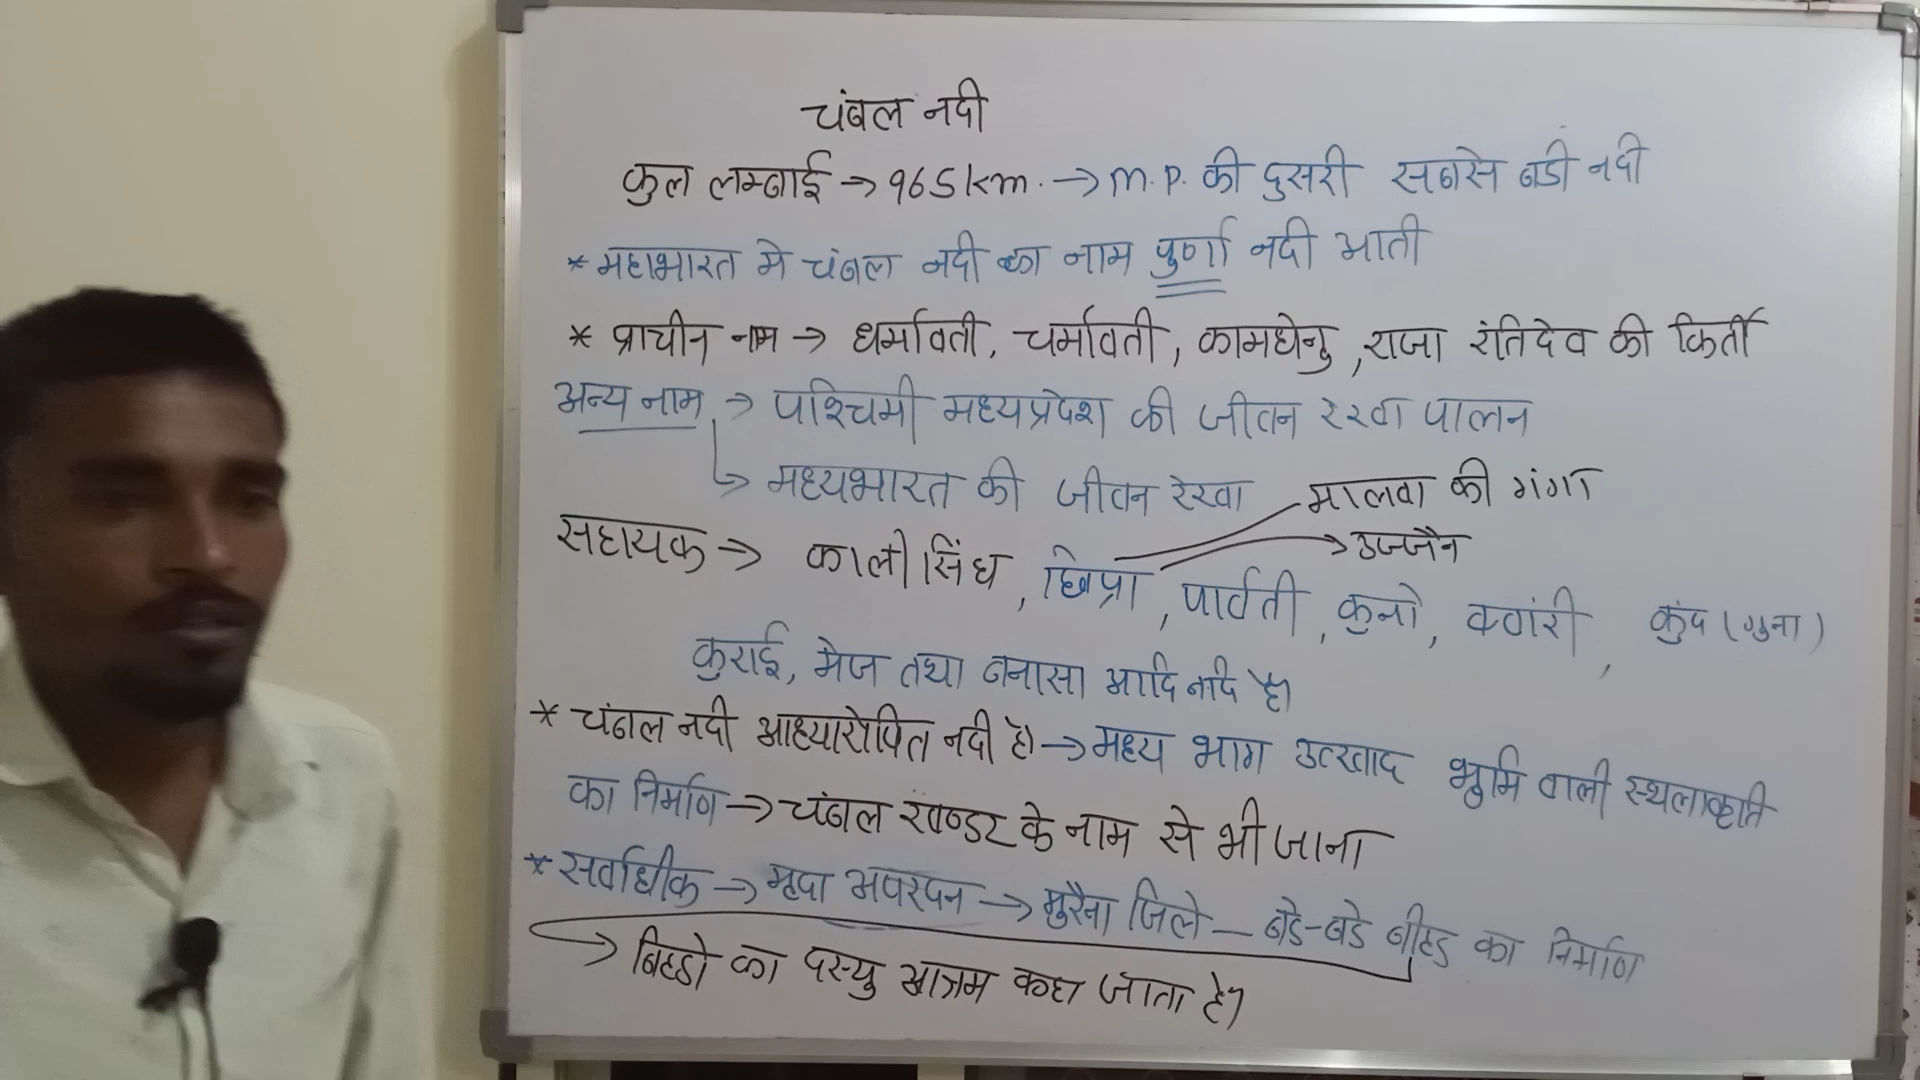 चंबल नदी
कुल लम्बाई → 965 km. → M.P. की दुसरी सबसे बडी नदी
* महाभारत मे चंबल नदी का नाम पुर्णा नदी आती
* प्राचीन नाम → धर्मावती, चर्मावती, कामधेनु, राजा रंतिदेव की किर्ती
अन्य नाम → पश्चिमी मध्यप्रदेश की जीवन रेखा पालन
↳ मध्यभारत की जीवन रेखा
मालवा की गंगा
→ उज्जैन
सहायक → काली सिंध, छिप्रा, पार्वती, कुनो, क्वांरी, कुंद (गुना)
कुराई, मेज तथा बनासा आदि नदि है।
* चंबल नदी आध्यारोपित नदी है। → मध्य भाग उत्खाद भुमि वाली स्थलाकृति
का निर्माण → चंबल खण्डर के नाम से भी जाना
* सर्वाधीक → मृदा अपरदन → मुरैना जिले – बडे-बडे बीहड का निर्माण
→ बिहडो का दस्यु आश्रम कहा जाता है।